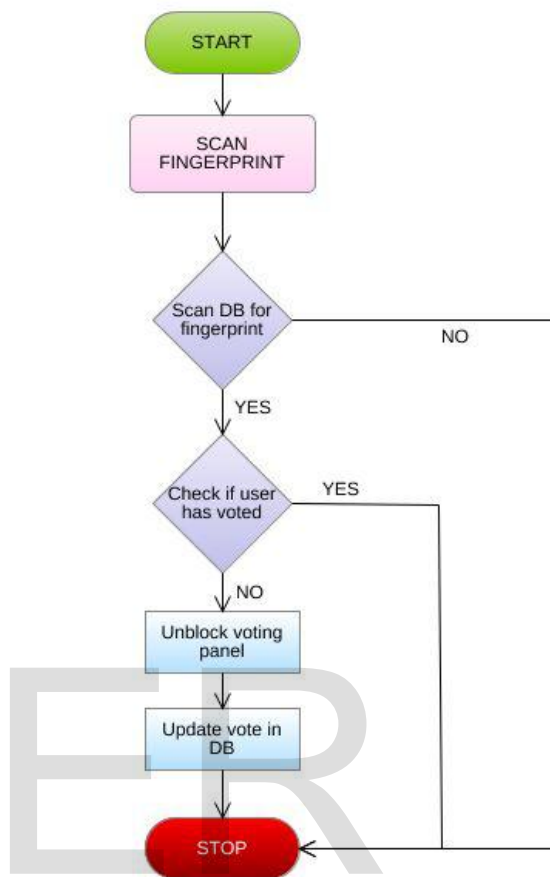 START
SCAN
FINGERPRINT
Scan DB for
fingerprint
NO
YES
Check if user
has voted
YES
NO
Unblock voting
panel
Update vote in
DB
STOP
ER